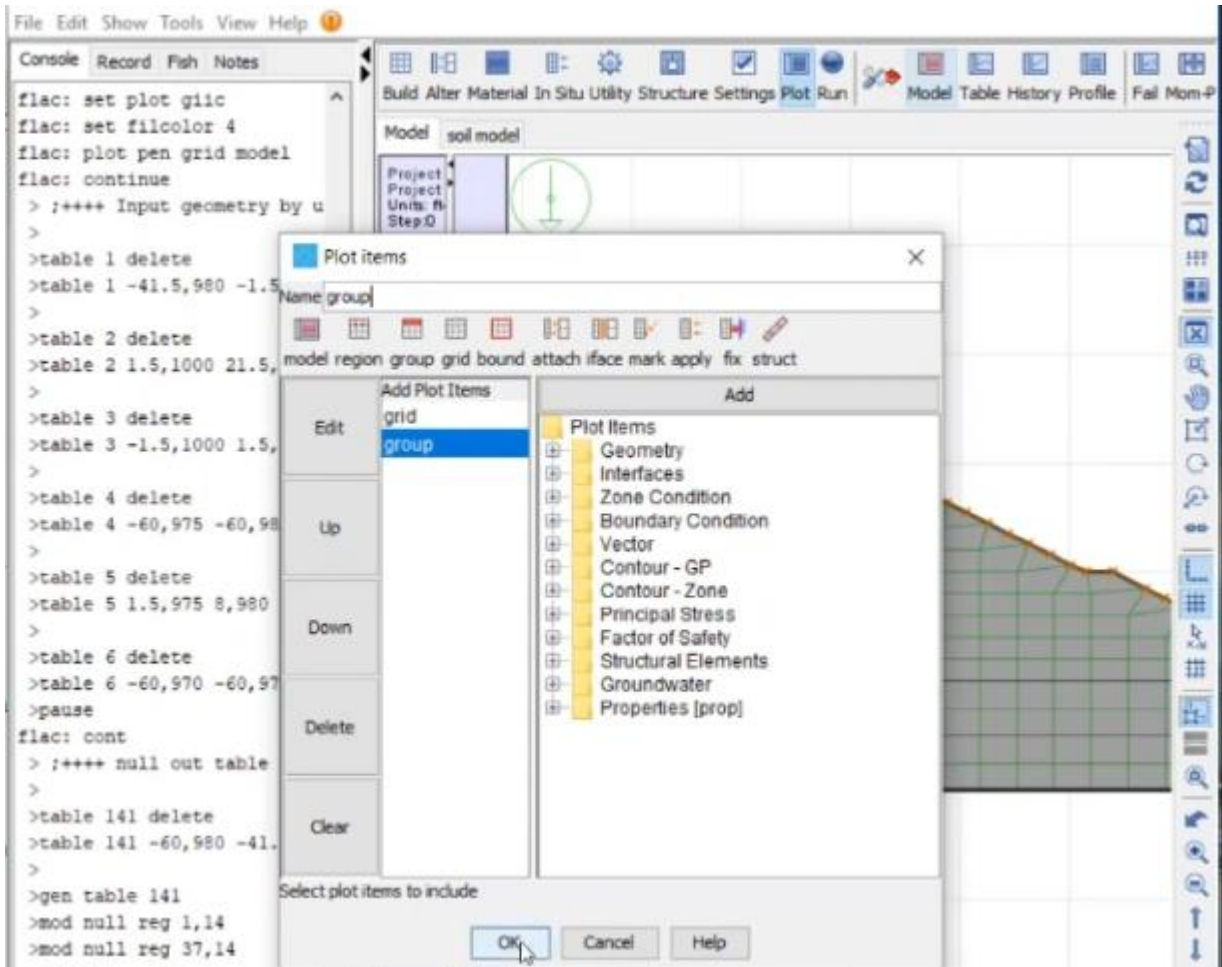 File Edit Show Tools View Help
Console Record Fish Notes
flac: set plot giic
flac: set filcolor 4
flac: plot pen grid model
flac: continue
> ;++++ Input geometry by u
>
>table 1 delete
>table 1 -41.5,980 -1.5
>
>table 2 delete
>table 2 1.5,1000 21.5,
>
>table 3 delete
>table 3 -1.5,1000 1.5,
>
>table 4 delete
>table 4 -60,975 -60,98
>
>table 5 delete
>table 5 1.5,975 8,980
>
>table 6 delete
>table 6 -60,970 -60,97
>pause
flac: cont
> ;++++ null out table
>
>table 141 delete
>table 141 -60,980 -41.
>
>gen table 141
>mod null reg 1,14
>mod null reg 37,14
Build Alter Material In Situ Utility Structure Settings Plot Run Model Table History Profile Fail Mom-P
Model soil model
Project
Project
Units: ft
Step:0
Plot items
Name group
model region group grid bound attach iface mark apply fix struct
Edit
Up
Down
Delete
Clear
Add Plot Items
grid
group
Add
Plot Items
Geometry
Interfaces
Zone Condition
Boundary Condition
Vector
Contour - GP
Contour - Zone
Principal Stress
Factor of Safety
Structural Elements
Groundwater
Properties [prop]
Select plot items to include
OK Cancel Help